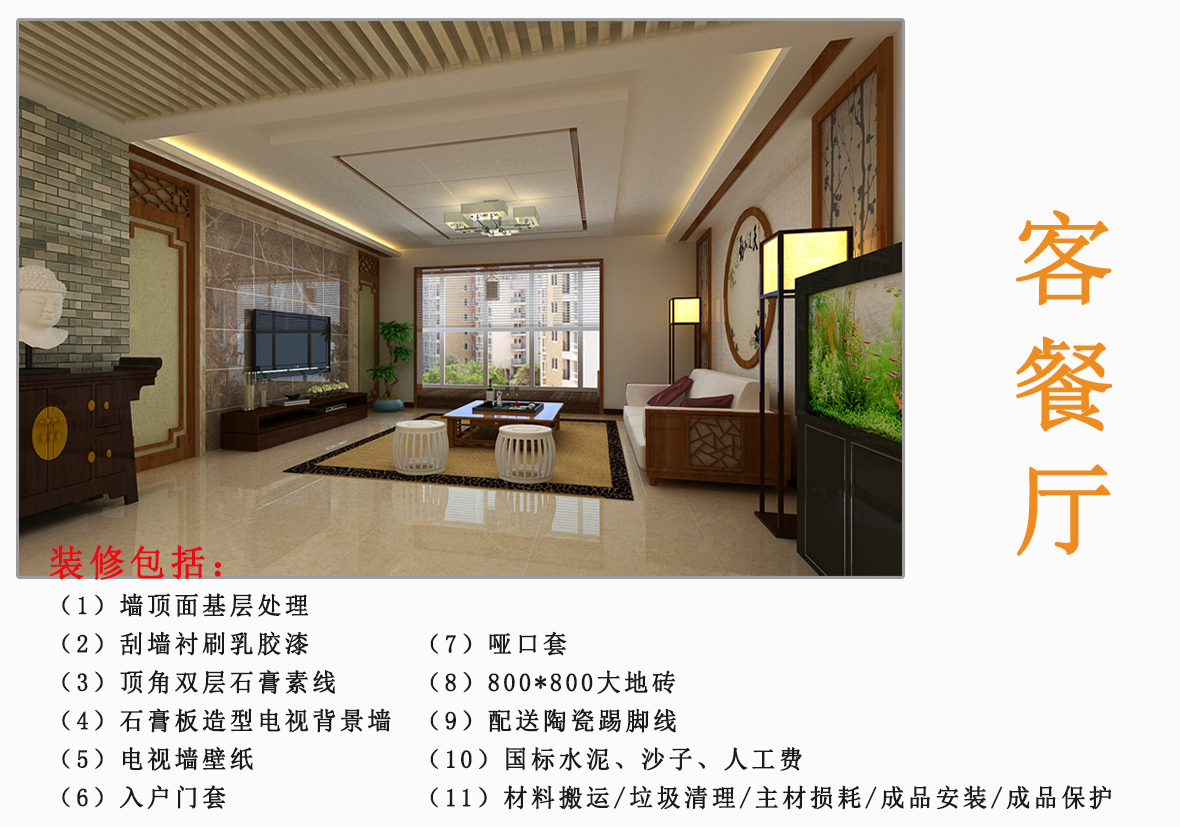 客餐厅
装修包括：
（1）墙顶面基层处理
（2）刮墙衬刷乳胶漆
（3）顶角双层石膏素线
（4）石膏板造型电视背景墙
（5）电视墙壁纸
（6）入户门套
（7）哑口套
（8）800*800大地砖
（9）配送陶瓷踢脚线
（10）国标水泥、沙子、人工费
（11）材料搬运/垃圾清理/主材损耗/成品安装/成品保护